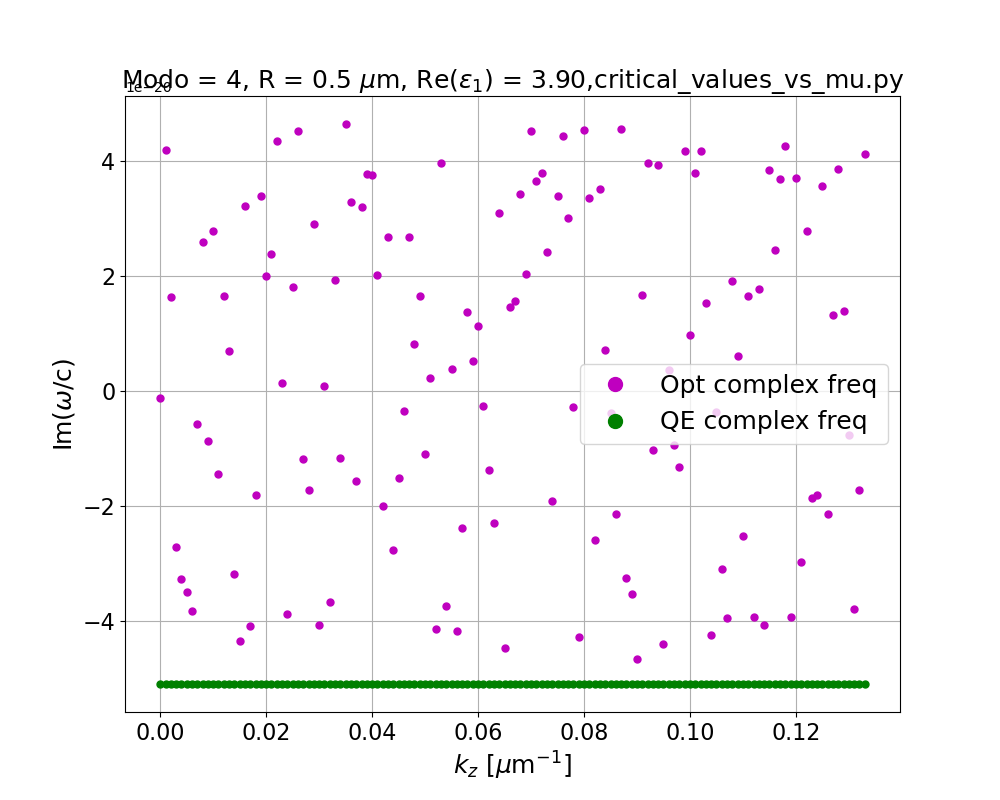 Modo = 4, R = 0.5 μm, Re(ε₁) = 3.90,critical_values_vs_mu.py
1e−20
4
2
0
−2
−4
Im(ω/c)
Opt complex freq
QE complex freq
0.00 0.02 0.04 0.06 0.08 0.10 0.12
k_z [μm⁻¹]